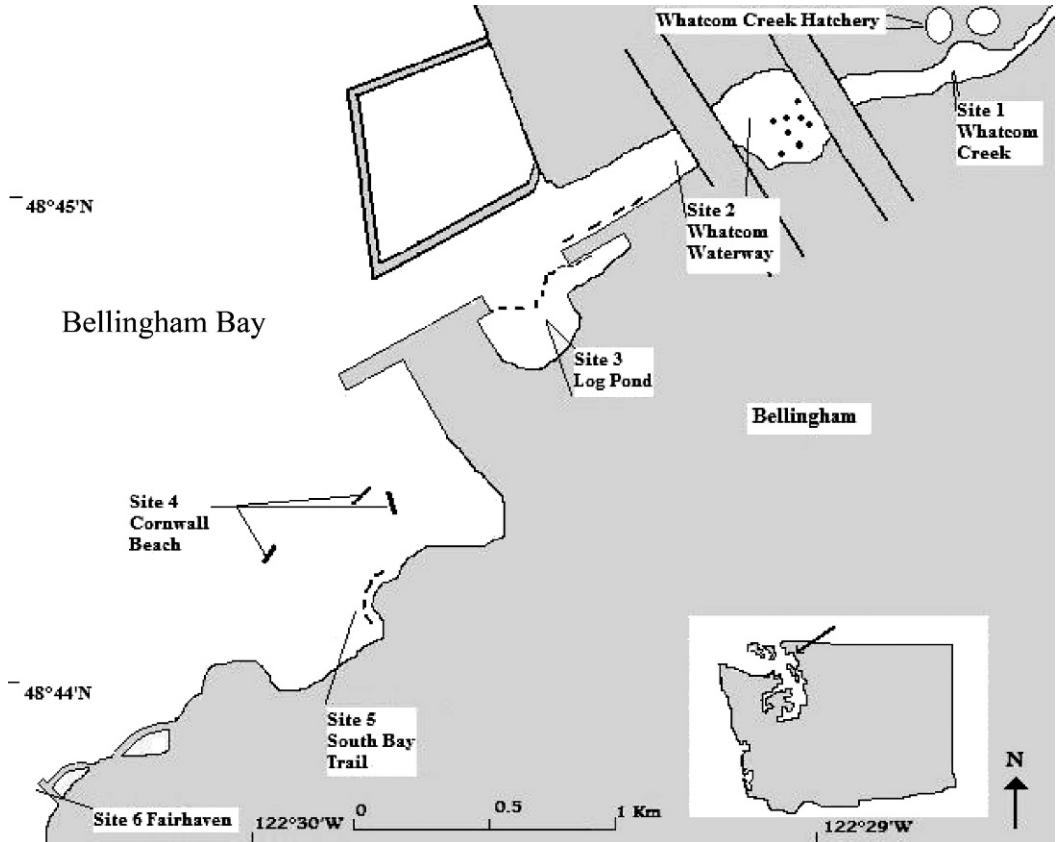 Whatcom Creek Hatchery
Site 1
Whatcom
Creek
48°45'N
Site 2
Whatcom
Waterway
Bellingham Bay
Site 3
Log Pond
Bellingham
Site 4
Cornwall
Beach
48°44'N
Site 5
South Bay
Trail
N
Site 6 Fairhaven
122°30'W
0
0.5
1 Km
122°29'W